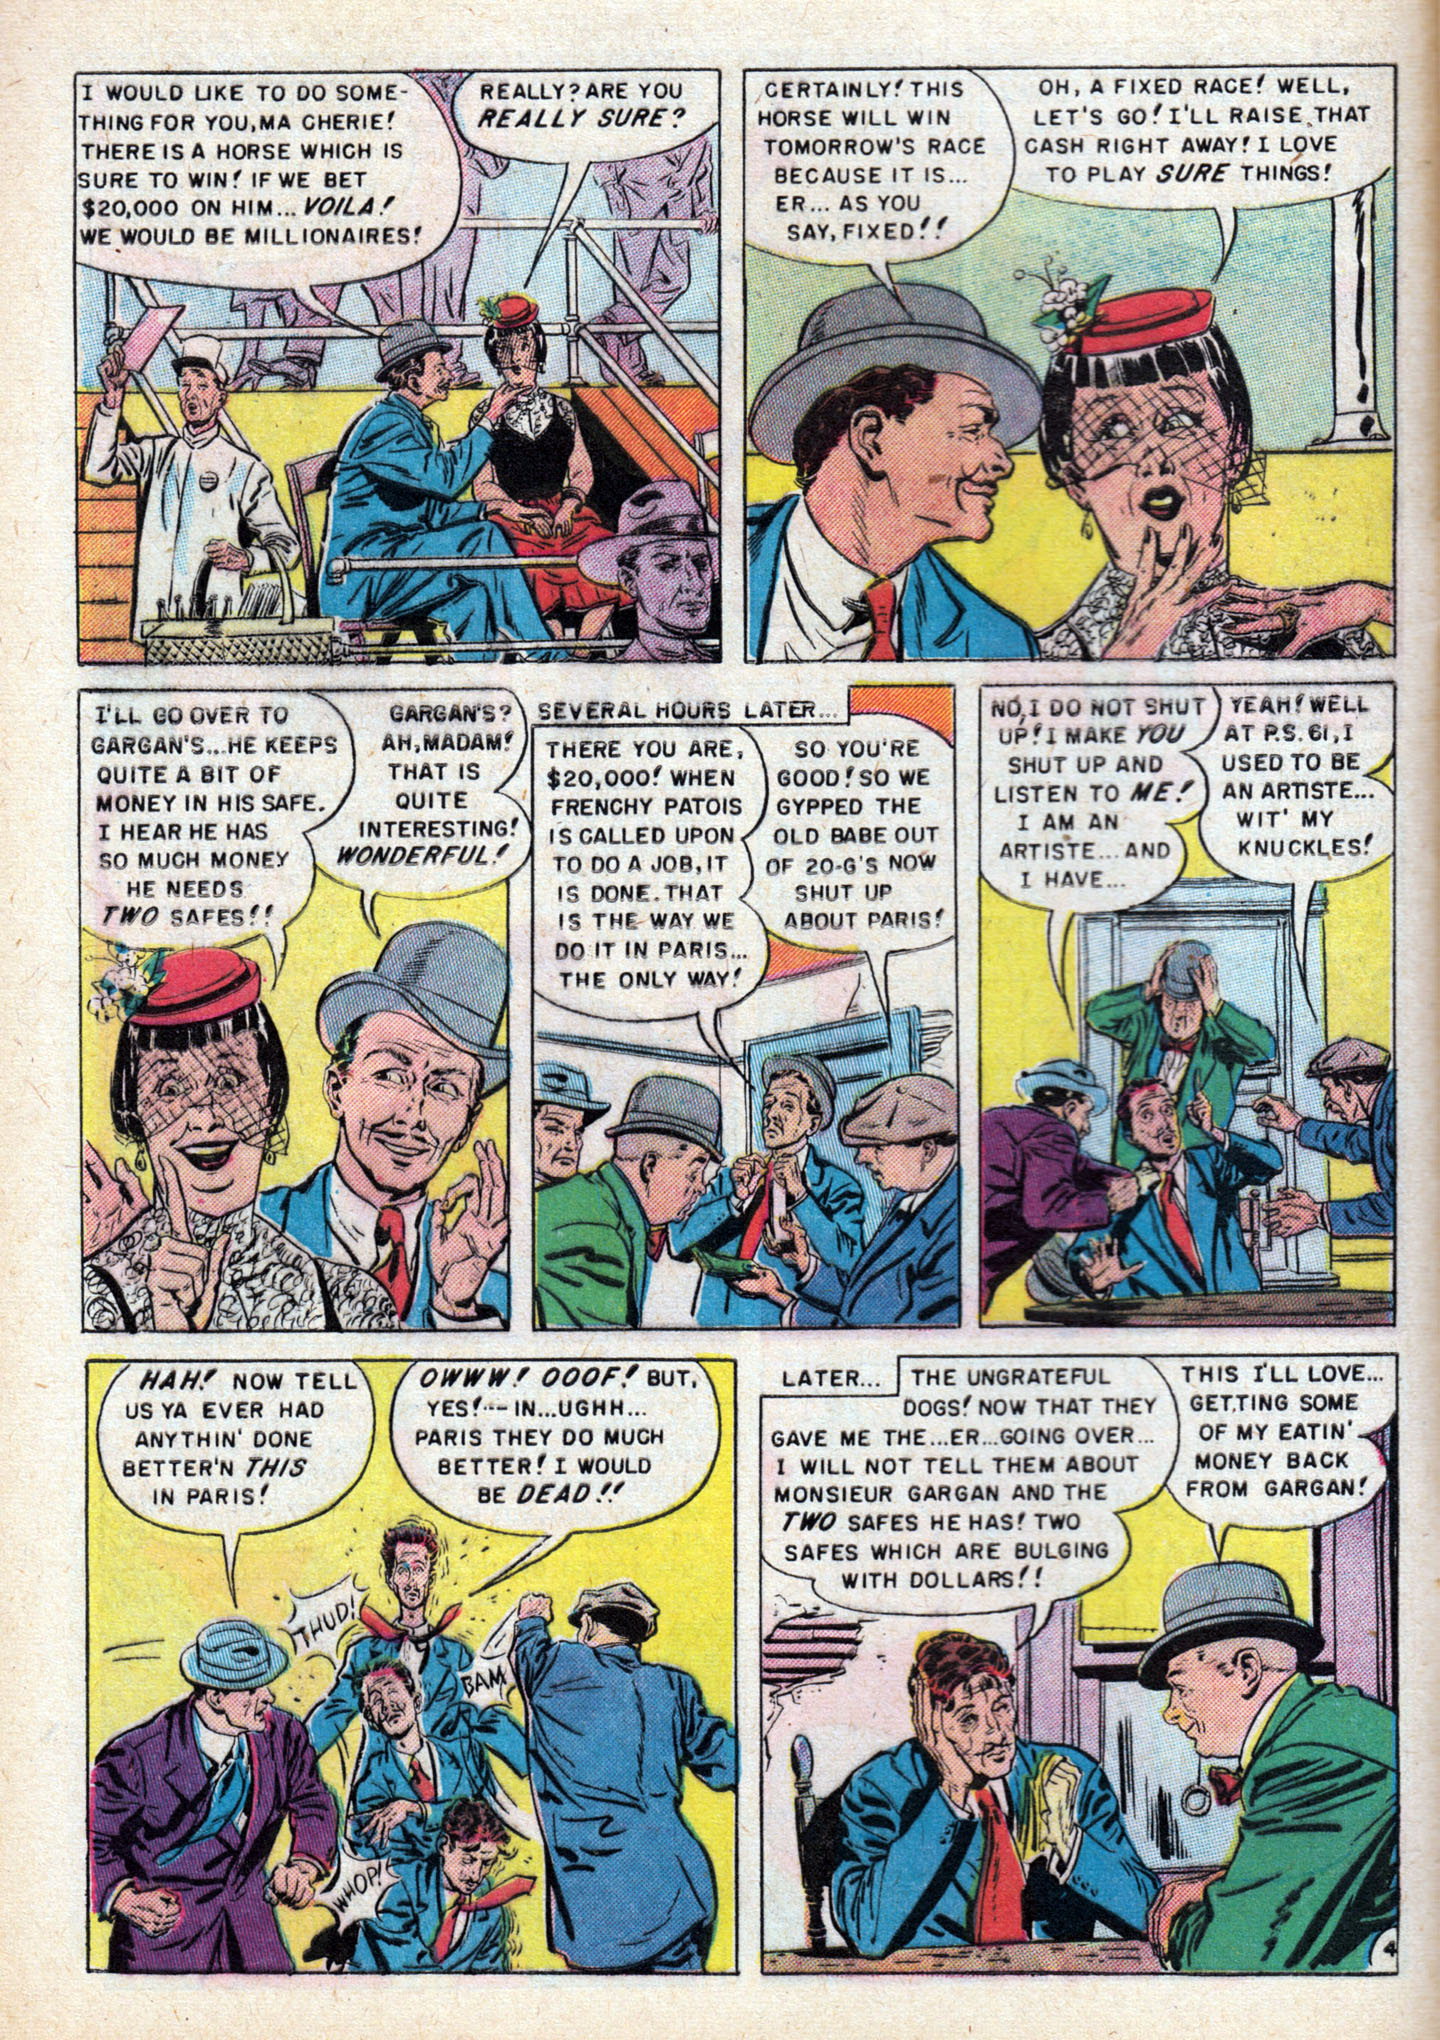 I WOULD LIKE TO DO SOME-
THING FOR YOU, MA CHERIE!
THERE IS A HORSE WHICH IS
SURE TO WIN! IF WE BET
$20,000 ON HIM... VOILA!
WE WOULD BE MILLIONAIRES!
REALLY? ARE YOU
REALLY SURE?
CERTAINLY! THIS
HORSE WILL WIN
TOMORROW'S RACE
BECAUSE IT IS...
ER... AS YOU
SAY, FIXED!!
OH, A FIXED RACE! WELL,
LET'S GO! I'LL RAISE THAT
CASH RIGHT AWAY! I LOVE
TO PLAY SURE THINGS!
I'LL GO OVER TO
GARGAN'S...HE KEEPS
QUITE A BIT OF
MONEY IN HIS SAFE.
I HEAR HE HAS
SO MUCH MONEY
HE NEEDS
TWO SAFES!!
GARGAN'S?
AH, MADAM!
THAT IS
QUITE
INTERESTING!
WONDERFUL!
SEVERAL HOURS LATER...
THERE YOU ARE,
$20,000! WHEN
FRENCHY PATOIS
IS CALLED UPON
TO DO A JOB, IT
IS DONE. THAT
IS THE WAY WE
DO IT IN PARIS...
THE ONLY WAY!
SO YOU'RE
GOOD! SO WE
GYPPED THE
OLD BABE OUT
OF 20-G'S NOW
SHUT UP
ABOUT PARIS!
NO, I DO NOT SHUT
UP! I MAKE YOU
SHUT UP AND
LISTEN TO ME!
I AM AN
ARTISTE...AND
I HAVE...
YEAH! WELL
AT P.S. 61, I
USED TO BE
AN ARTISTE...
WIT' MY
KNUCKLES!
HAH! NOW TELL
US YA EVER HAD
ANYTHIN' DONE
BETTER'N THIS
IN PARIS!
OWWW! OOOF! BUT,
YES!-- IN...UGHH...
PARIS THEY DO MUCH
BETTER! I WOULD
BE DEAD!!
THUD!
BAM
WHOP!
LATER...
THE UNGRATEFUL
DOGS! NOW THAT THEY
GAVE ME THE...ER...GOING OVER...
I WILL NOT TELL THEM ABOUT
MONSIEUR GARGAN AND THE
TWO SAFES HE HAS! TWO
SAFES WHICH ARE BULGING
WITH DOLLARS!!
THIS I'LL LOVE...
GETTING SOME
OF MY EATIN'
MONEY BACK
FROM GARGAN!
4